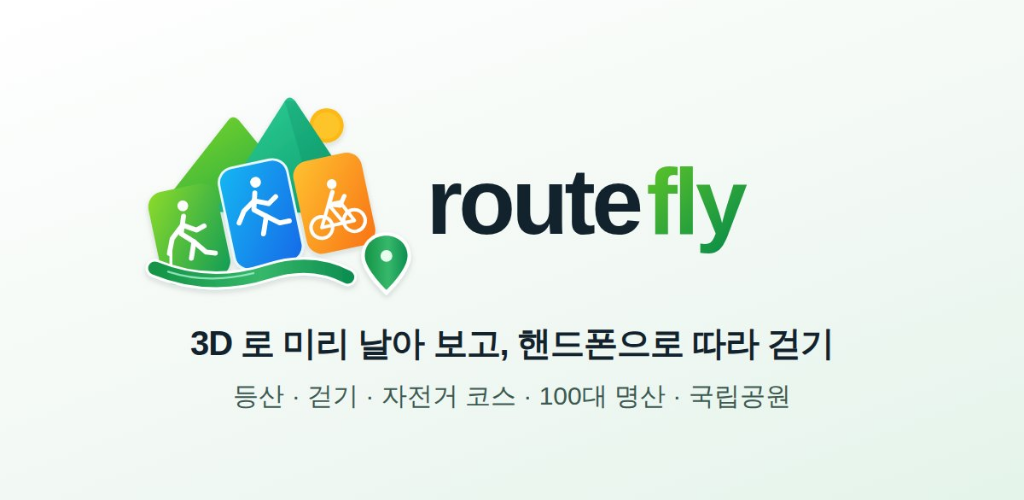 routefly
3D 로 미리 날아 보고, 핸드폰으로 따라 걷기
등산 · 걷기 · 자전거 코스 · 100대 명산 · 국립공원